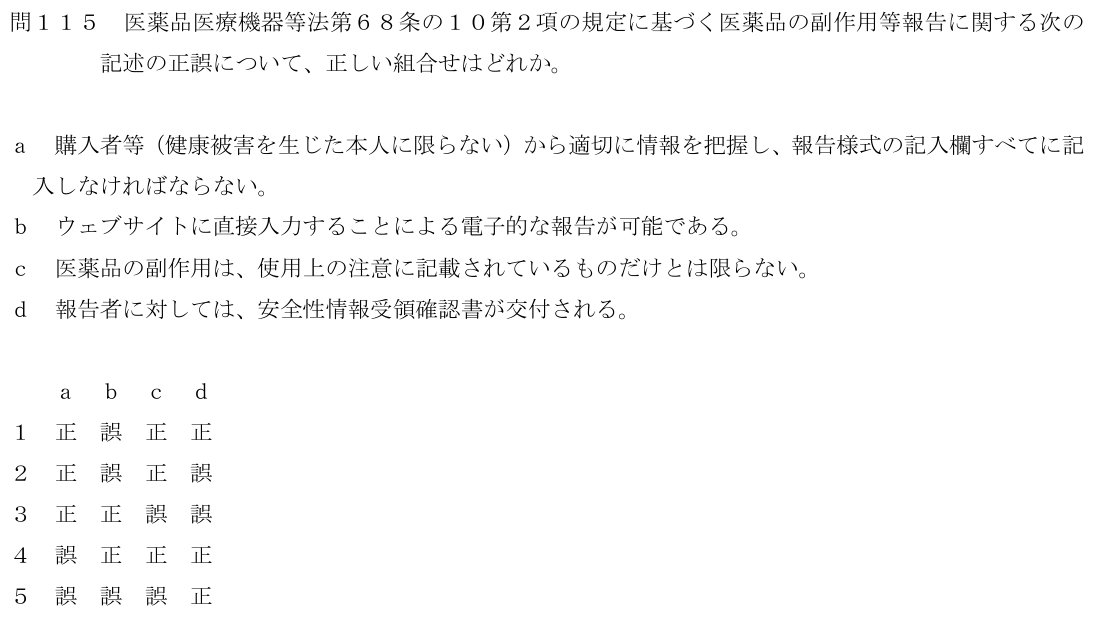 問１１５　医薬品医療機器等法第６８条の１０第２項の規定に基づく医薬品の副作用等報告に関する次の
記述の正誤について、正しい組合せはどれか。
ａ　購入者等（健康被害を生じた本人に限らない）から適切に情報を把握し、報告様式の記入欄すべてに記
入しなければならない。
ｂ　ウェブサイトに直接入力することによる電子的な報告が可能である。
ｃ　医薬品の副作用は、使用上の注意に記載されているものだけとは限らない。
ｄ　報告者に対しては、安全性情報受領確認書が交付される。
ａ　ｂ　ｃ　ｄ
１　正　誤　正　正
２　正　誤　正　誤
３　正　正　誤　誤
４　誤　正　正　正
５　誤　誤　誤　正